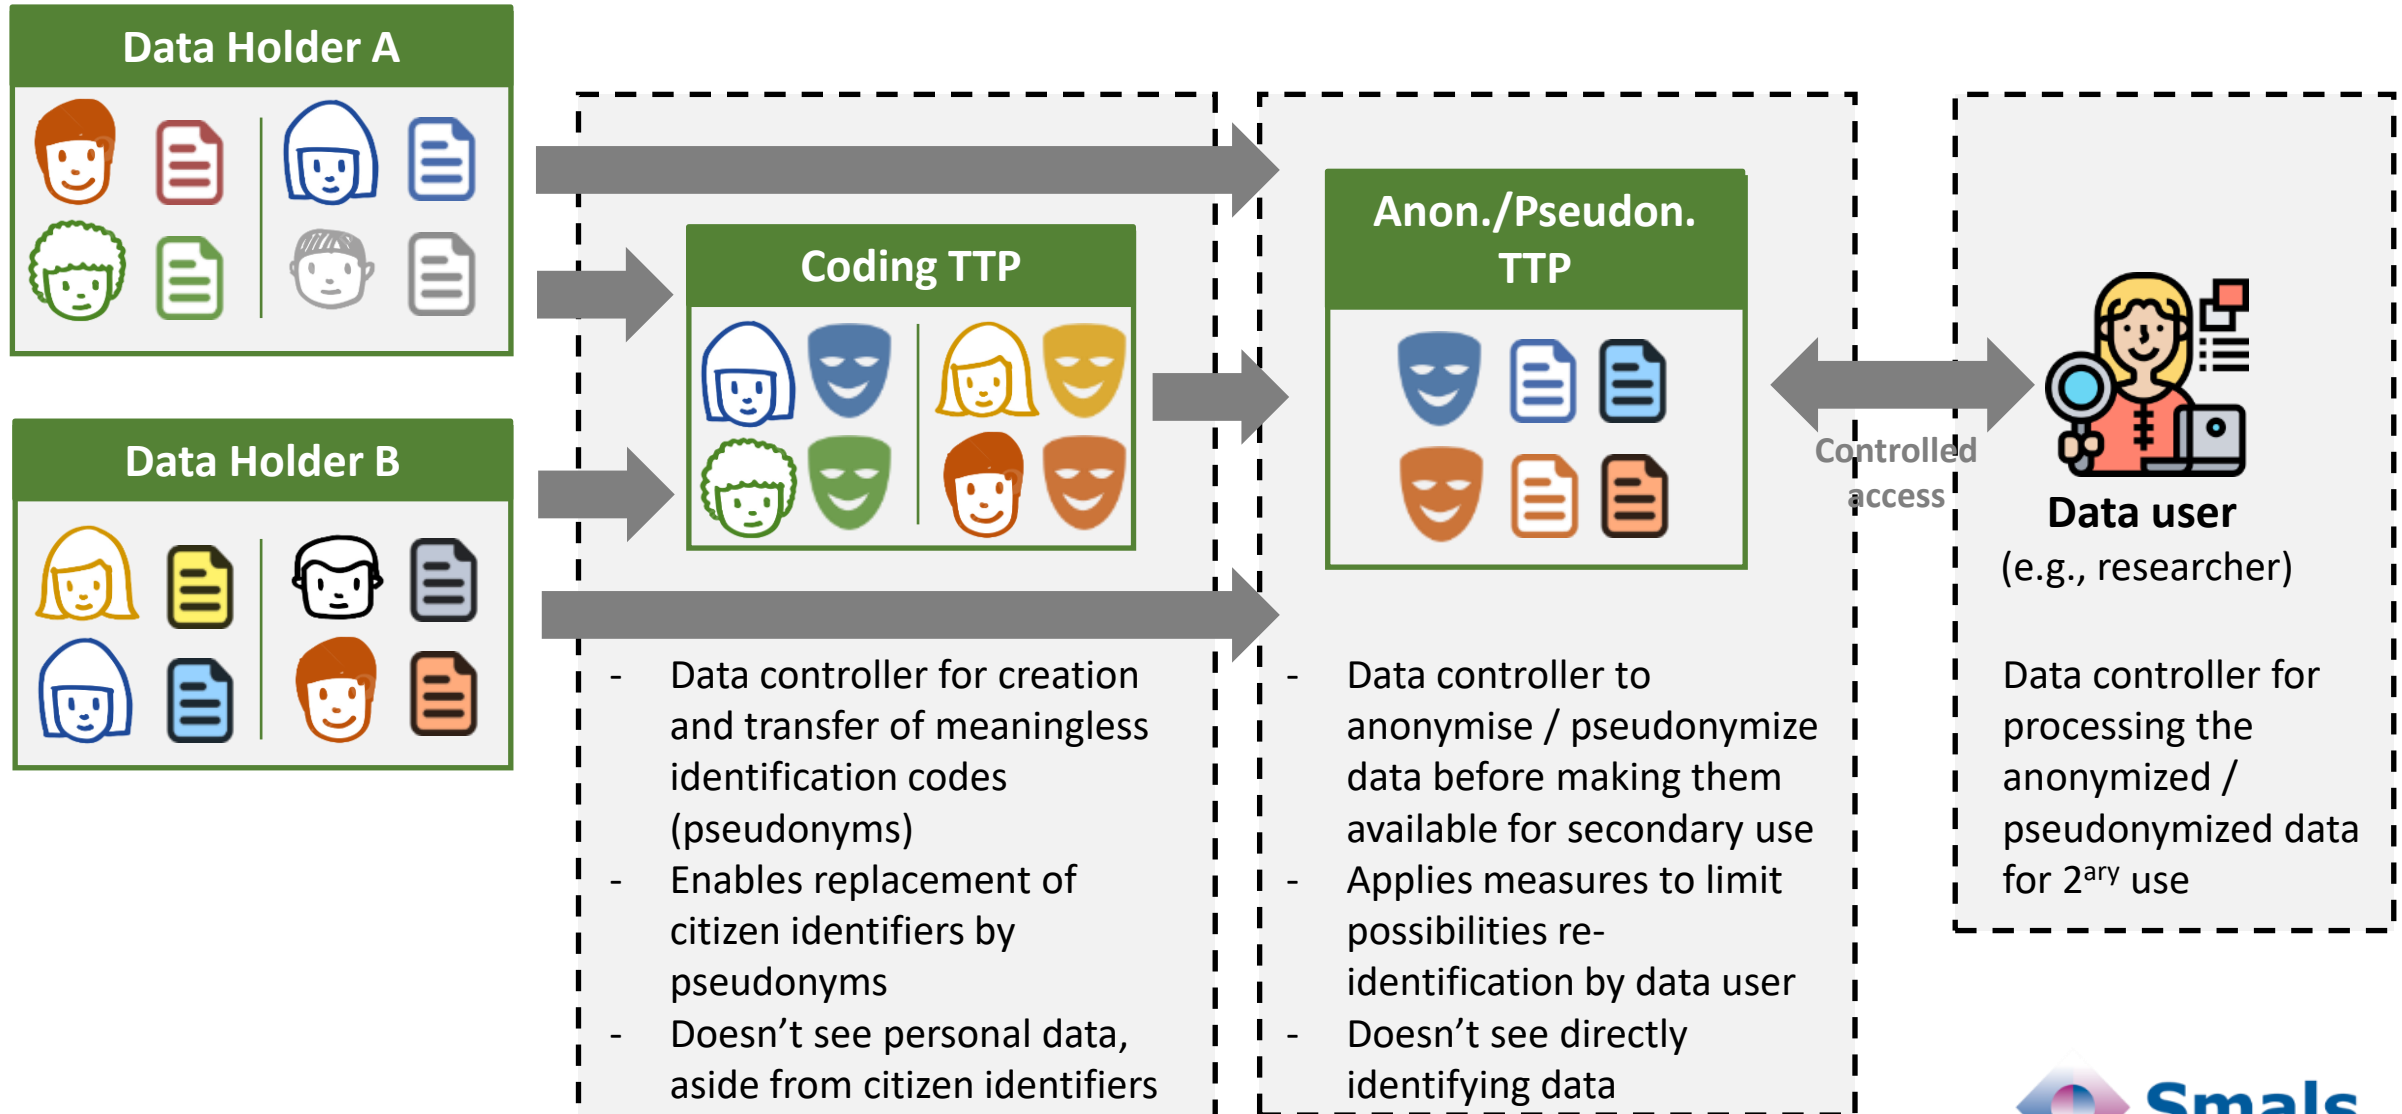 Data Holder A
Data Holder B
Coding TTP
- Data controller for creation
and transfer of meaningless
identification codes
(pseudonyms)
- Enables replacement of
citizen identifiers by
pseudonyms
- Doesn't see personal data,
aside from citizen identifiers
Anon./Pseudon.
TTP
- Data controller to
anonymise / pseudonymize
data before making them
available for secondary use
- Applies measures to limit
possibilities re-
identification by data user
- Doesn't see directly
identifying data
Controlled
access
Data user
(e.g., researcher)
Data controller for
processing the
anonymized /
pseudonymized data
for 2ary use
Smals